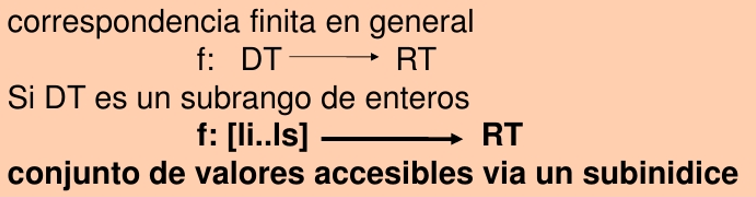 correspondencia finita en general
f: DT → RT
Si DT es un subrango de enteros
f: [li..ls] → RT
conjunto de valores accesibles via un subinidice